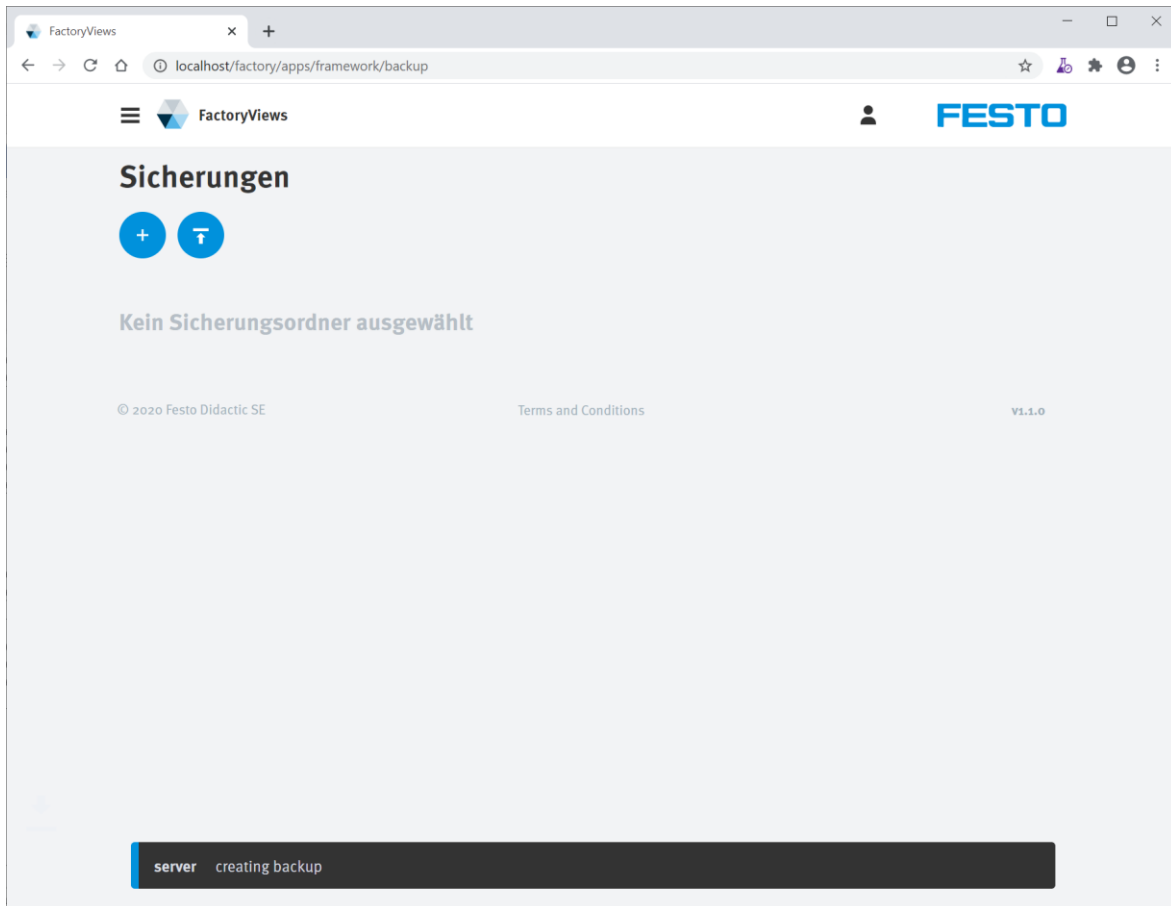 FactoryViews
localhost/factory/apps/framework/backup
FactoryViews
FESTO
Sicherungen
Kein Sicherungsordner ausgewählt
© 2020 Festo Didactic SE
Terms and Conditions
v1.1.0
server creating backup